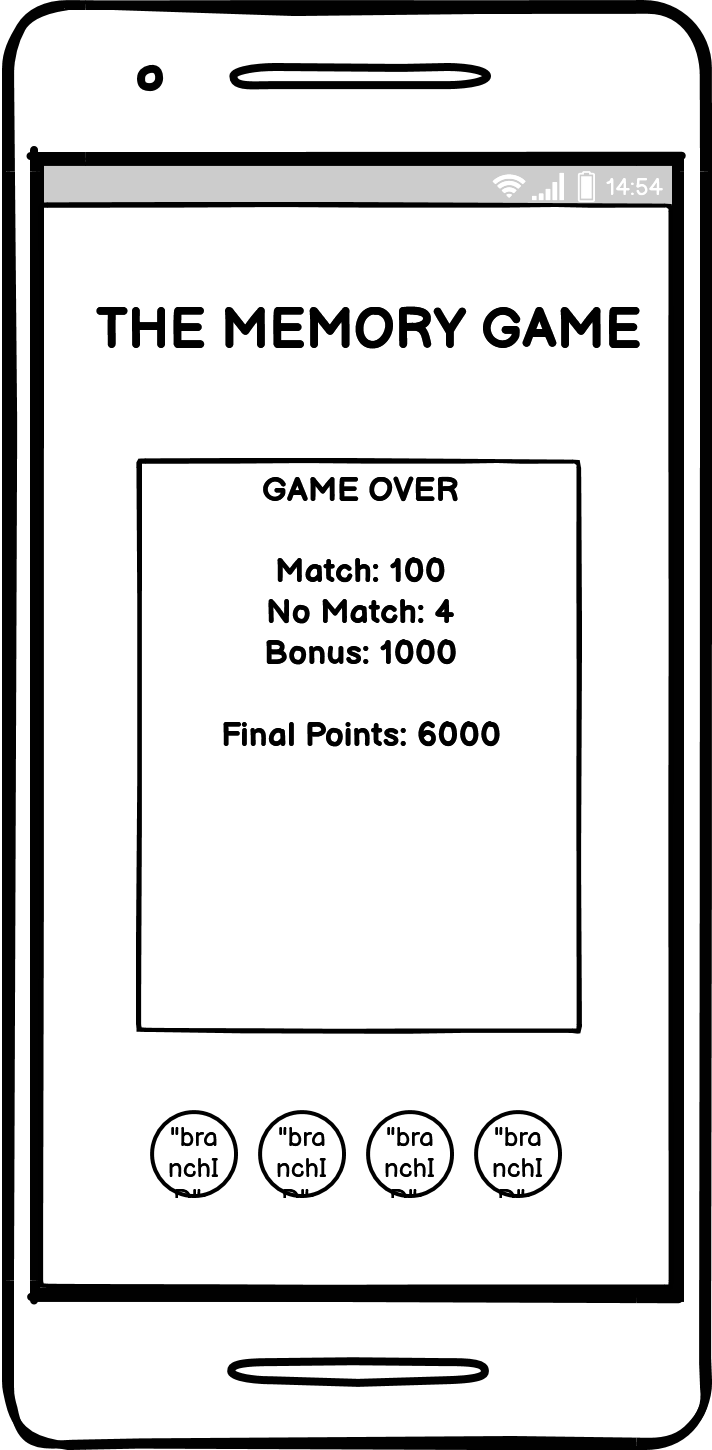 14:54
THE MEMORY GAME
GAME OVER
Match: 100
No Match: 4
Bonus: 1000
Final Points: 6000
"bra
nchI
D"
"bra
nchI
D"
"bra
nchI
D"
"bra
nchI
D"